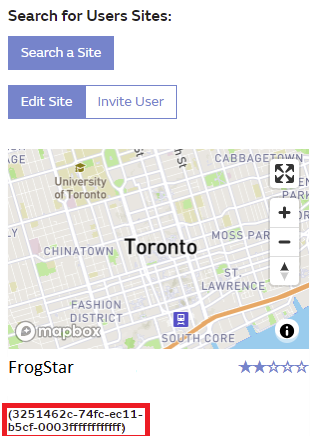 Search for Users Sites:
Search a Site
Edit Site
Invite User
CABBAGETOWN
University
of Toronto
CHINATOWN
Toronto
MOSS PAR
ST.
LAWRENCE
FASHION
DISTRICT
SOUTH CORE
mapbox
FrogStar
(3251462c-74fc-ec11-
b5cf-0003ffffffffffff)